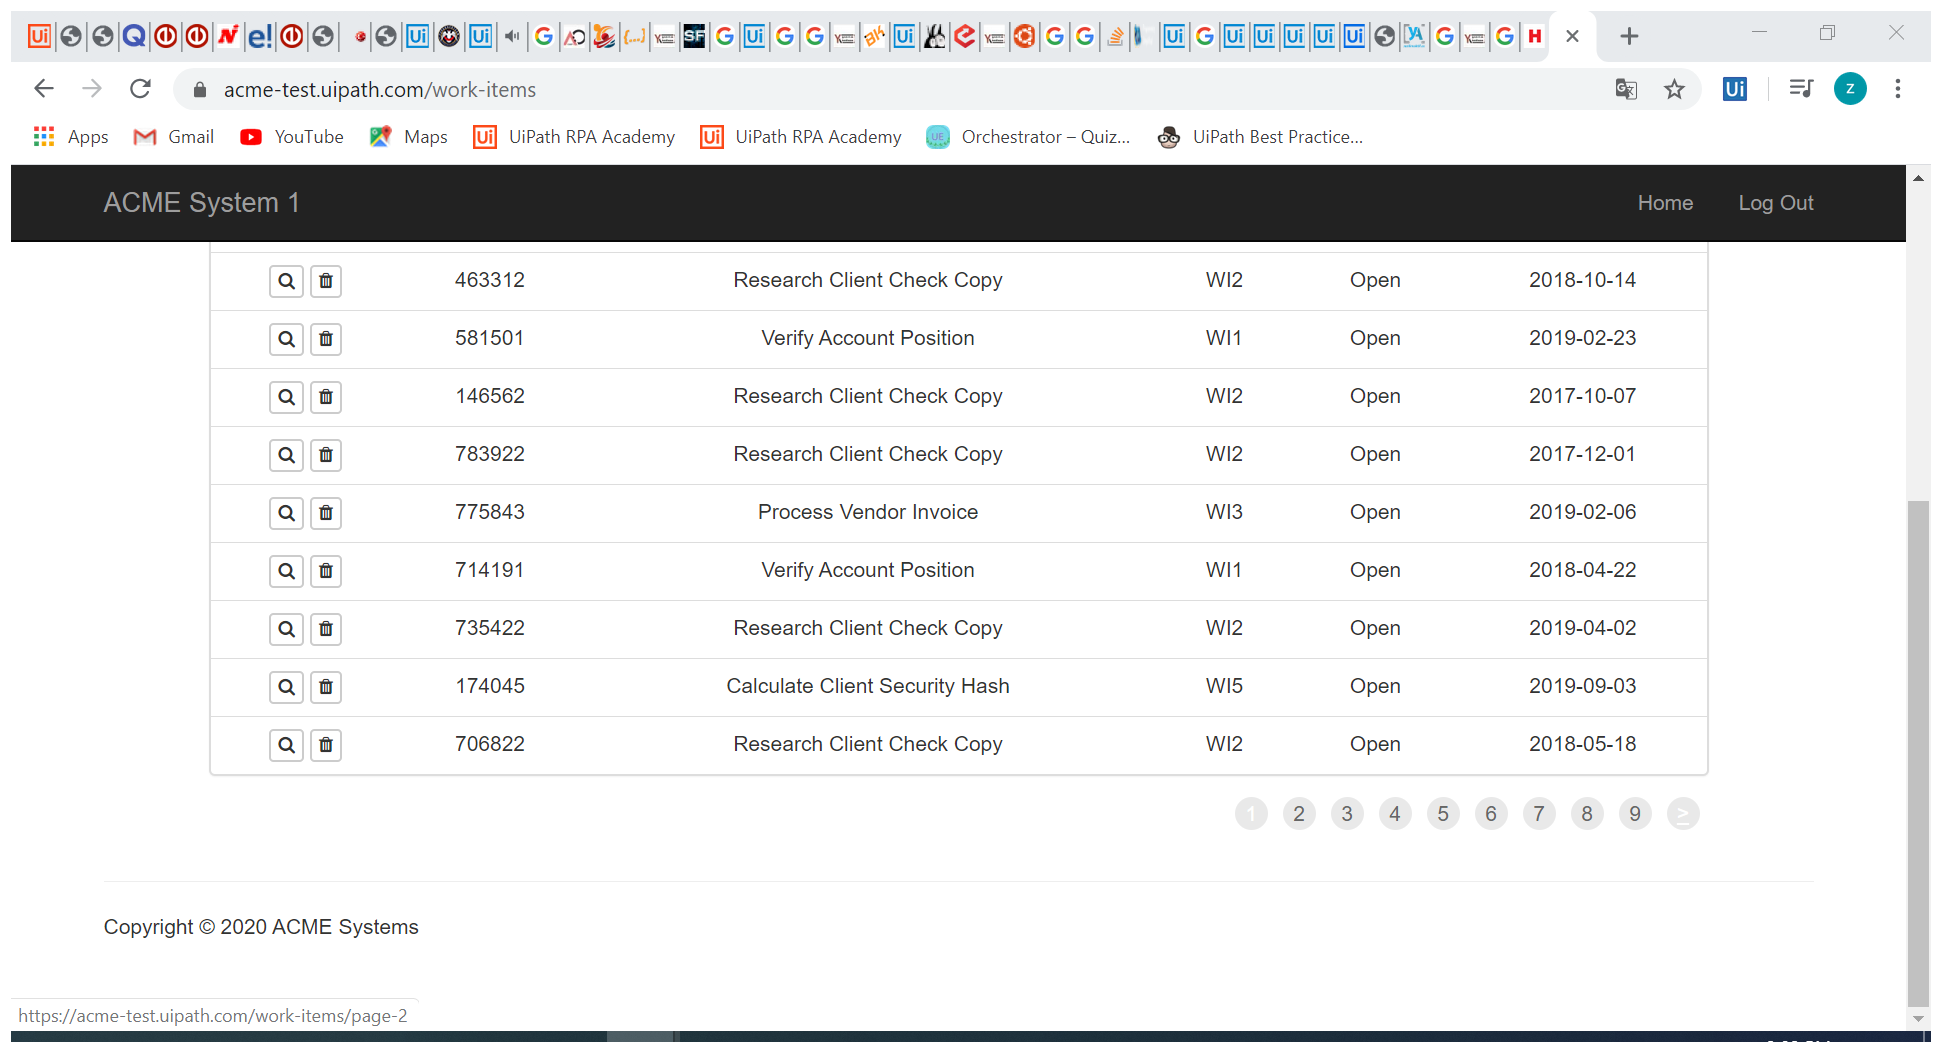 acme-test.uipath.com/work-items
Apps Gmail YouTube Maps UiPath RPA Academy UiPath RPA Academy Orchestrator – Quiz... UiPath Best Practice...
ACME System 1 Home Log Out
463312 Research Client Check Copy WI2 Open 2018-10-14
581501 Verify Account Position WI1 Open 2019-02-23
146562 Research Client Check Copy WI2 Open 2017-10-07
783922 Research Client Check Copy WI2 Open 2017-12-01
775843 Process Vendor Invoice WI3 Open 2019-02-06
714191 Verify Account Position WI1 Open 2018-04-22
735422 Research Client Check Copy WI2 Open 2019-04-02
174045 Calculate Client Security Hash WI5 Open 2019-09-03
706822 Research Client Check Copy WI2 Open 2018-05-18
1 2 3 4 5 6 7 8 9 >
Copyright © 2020 ACME Systems
https://acme-test.uipath.com/work-items/page-2